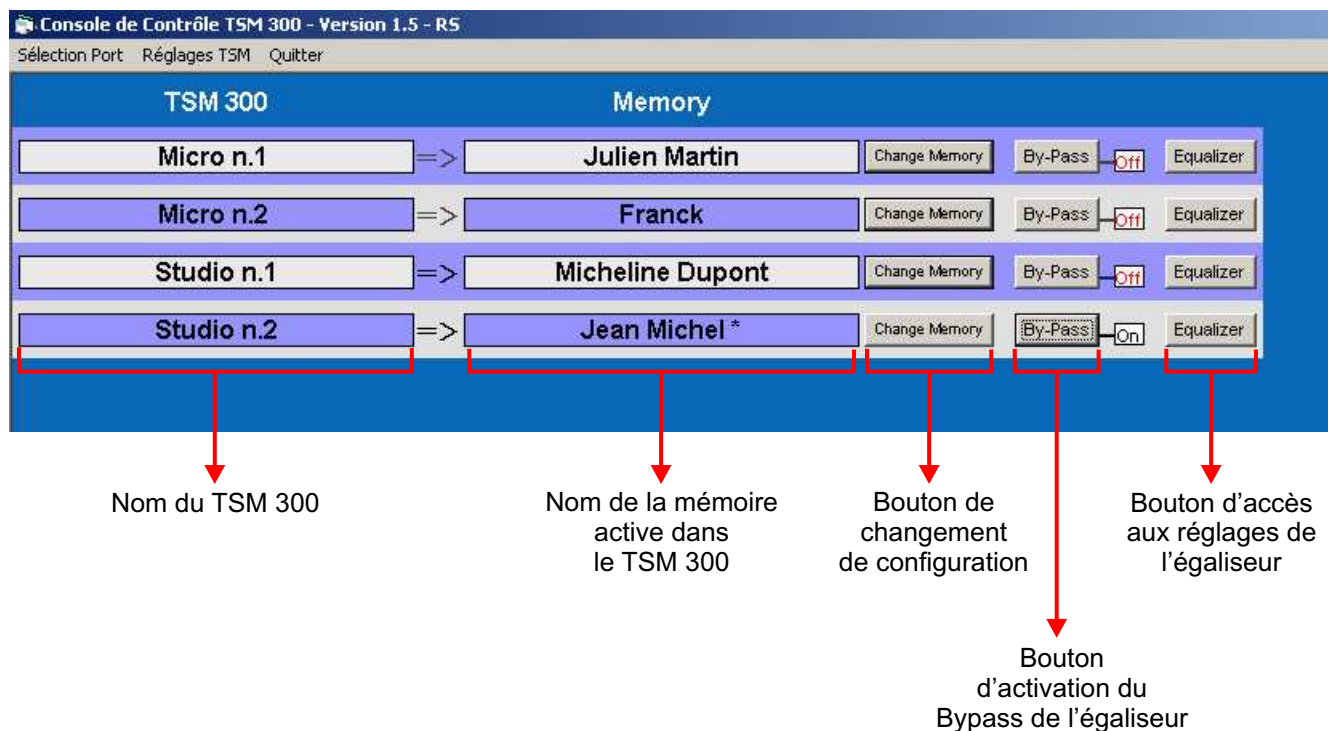 Console de Contrôle TSM 300 - Version 1.5 - RS
Sélection Port Réglages TSM Quitter
TSM 300 Memory
Micro n.1 => Julien Martin Change Memory By-Pass Off Equalizer
Micro n.2 => Franck Change Memory By-Pass Off Equalizer
Studio n.1 => Micheline Dupont Change Memory By-Pass Off Equalizer
Studio n.2 => Jean Michel * Change Memory By-Pass On Equalizer
Nom du TSM 300
Nom de la mémoire
active dans
le TSM 300
Bouton de
changement
de configuration
Bouton d’accès
aux réglages de
l’égaliseur
Bouton
d’activation du
Bypass de l’égaliseur